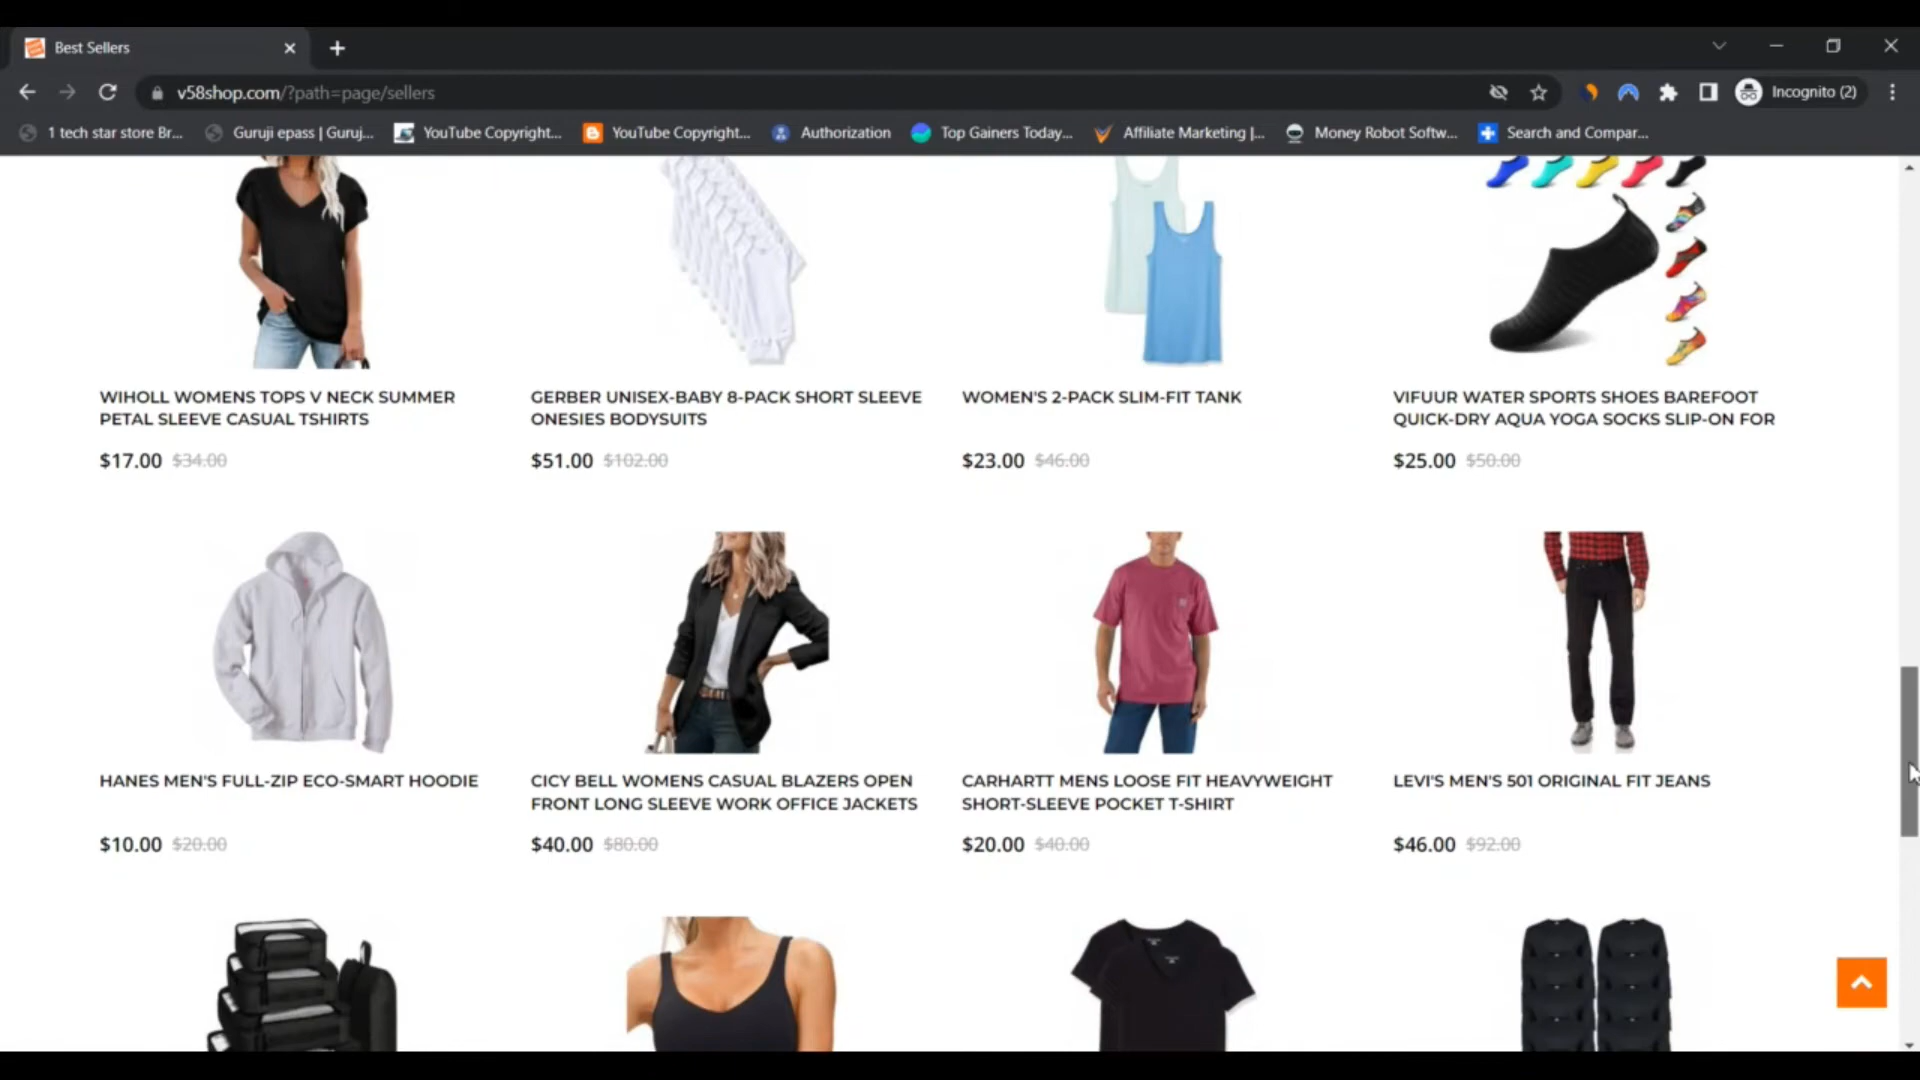 Best Sellers
v58shop.com/?path=page/sellers
Incognito (2)
1 tech star store Br...
Guruji epass | Guruj...
YouTube Copyright...
YouTube Copyright...
Authorization
Top Gainers Today...
Affiliate Marketing |...
Money Robot Softw...
Search and Compar...
WIHOLL WOMENS TOPS V NECK SUMMER
PETAL SLEEVE CASUAL TSHIRTS
$17.00 $34.00
GERBER UNISEX-BABY 8-PACK SHORT SLEEVE
ONESIES BODYSUITS
$51.00 $102.00
WOMEN'S 2-PACK SLIM-FIT TANK
$23.00 $46.00
VIFUUR WATER SPORTS SHOES BAREFOOT
QUICK-DRY AQUA YOGA SOCKS SLIP-ON FOR
$25.00 $50.00
HANES MEN'S FULL-ZIP ECO-SMART HOODIE
$10.00 $20.00
CICY BELL WOMENS CASUAL BLAZERS OPEN
FRONT LONG SLEEVE WORK OFFICE JACKETS
$40.00 $80.00
CARHARTT MENS LOOSE FIT HEAVYWEIGHT
SHORT-SLEEVE POCKET T-SHIRT
$20.00 $40.00
LEVI'S MEN'S 501 ORIGINAL FIT JEANS
$46.00 $92.00